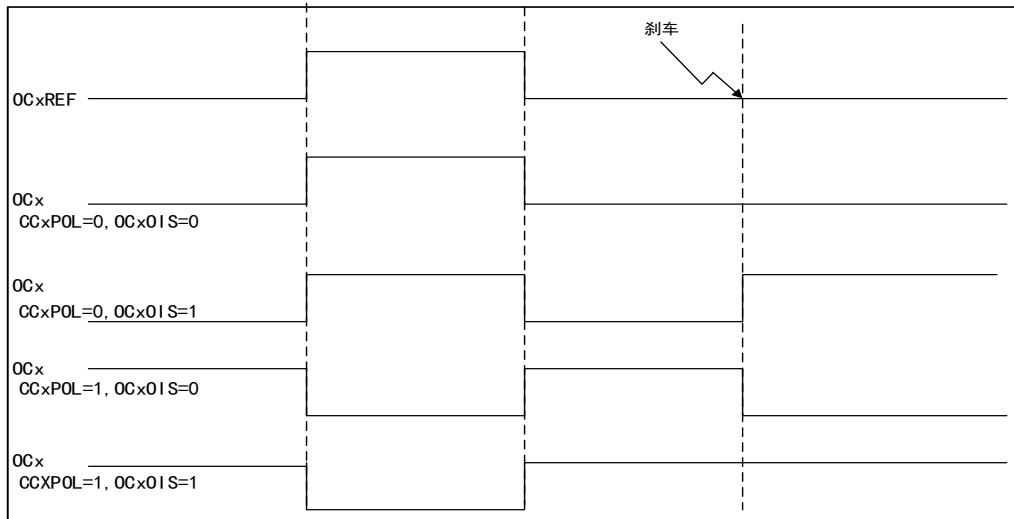 刹车
OCxREF
OCx
CCxPOL=0,OCxOIS=0
OCx
CCxPOL=0,OCxOIS=1
OCx
CCxPOL=1,OCxOIS=0
OCx
CCXPOL=1,OCxOIS=1